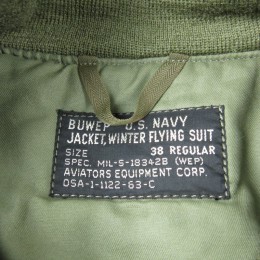 BUWEP U.S. NAVY
JACKET, WINTER FLYING SUIT
SIZE 38 REGULAR
SPEC. MIL-S-18342B (WEP)
AVIATORS EQUIPMENT CORP.
DSA-1-1122-63-C